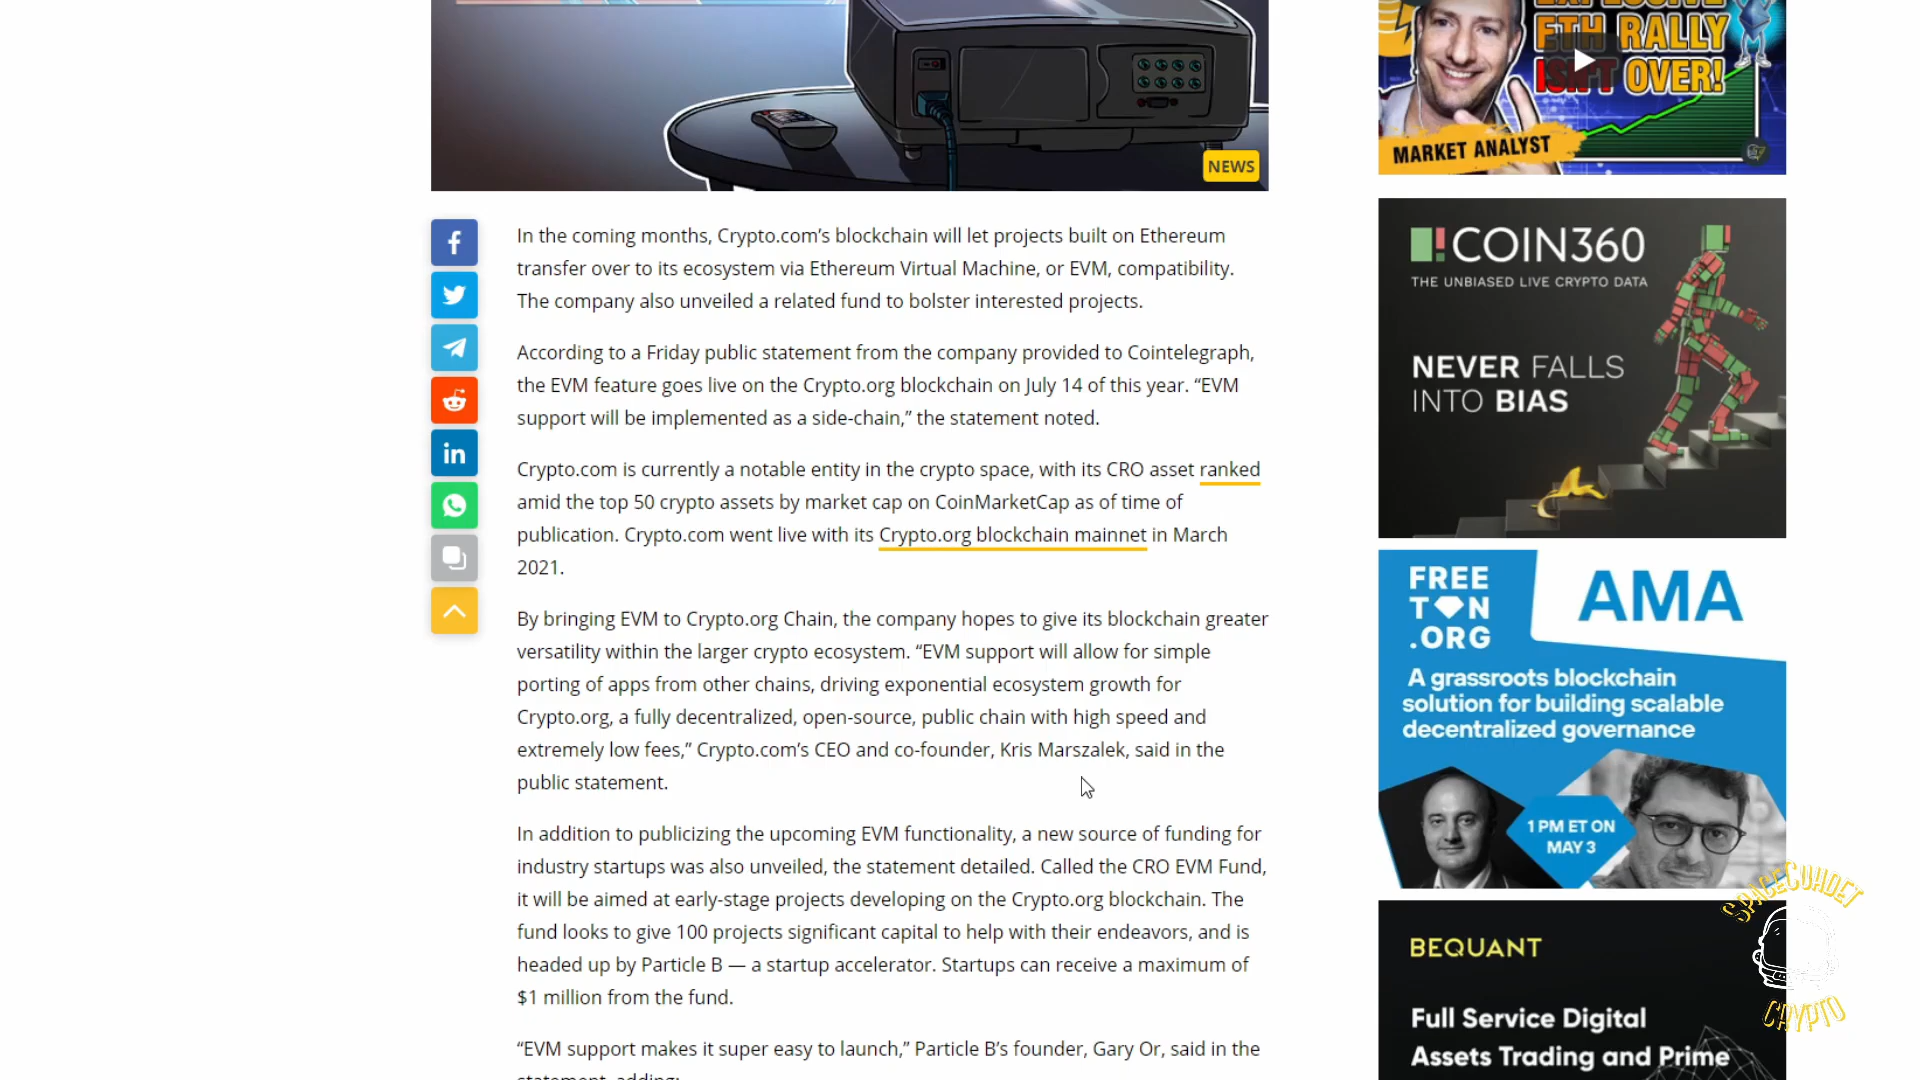 ETH RALLY
ISN'T OVER!
MARKET ANALYST
NEWS
In the coming months, Crypto.com’s blockchain will let projects built on Ethereum
transfer over to its ecosystem via Ethereum Virtual Machine, or EVM, compatibility.
The company also unveiled a related fund to bolster interested projects.
According to a Friday public statement from the company provided to Cointelegraph,
the EVM feature goes live on the Crypto.org blockchain on July 14 of this year. “EVM
support will be implemented as a side-chain,” the statement noted.
Crypto.com is currently a notable entity in the crypto space, with its CRO asset ranked
amid the top 50 crypto assets by market cap on CoinMarketCap as of time of
publication. Crypto.com went live with its Crypto.org blockchain mainnet in March
2021.
By bringing EVM to Crypto.org Chain, the company hopes to give its blockchain greater
versatility within the larger crypto ecosystem. “EVM support will allow for simple
porting of apps from other chains, driving exponential ecosystem growth for
Crypto.org, a fully decentralized, open-source, public chain with high speed and
extremely low fees,” Crypto.com’s CEO and co-founder, Kris Marszalek, said in the
public statement.
In addition to publicizing the upcoming EVM functionality, a new source of funding for
industry startups was also unveiled, the statement detailed. Called the CRO EVM Fund,
it will be aimed at early-stage projects developing on the Crypto.org blockchain. The
fund looks to give 100 projects significant capital to help with their endeavors, and is
headed up by Particle B — a startup accelerator. Startups can receive a maximum of
$1 million from the fund.
“EVM support makes it super easy to launch,” Particle B’s founder, Gary Or, said in the
statement, adding:
COIN360
THE UNBIASED LIVE CRYPTO DATA
NEVER FALLS
INTO BIAS
FREE
TON
.ORG
AMA
A grassroots blockchain
solution for building scalable
decentralized governance
1 PM ET ON
MAY 3
SPACECUHDET
CRYPTO
BEQUANT
Full Service Digital
Assets Trading and Prime